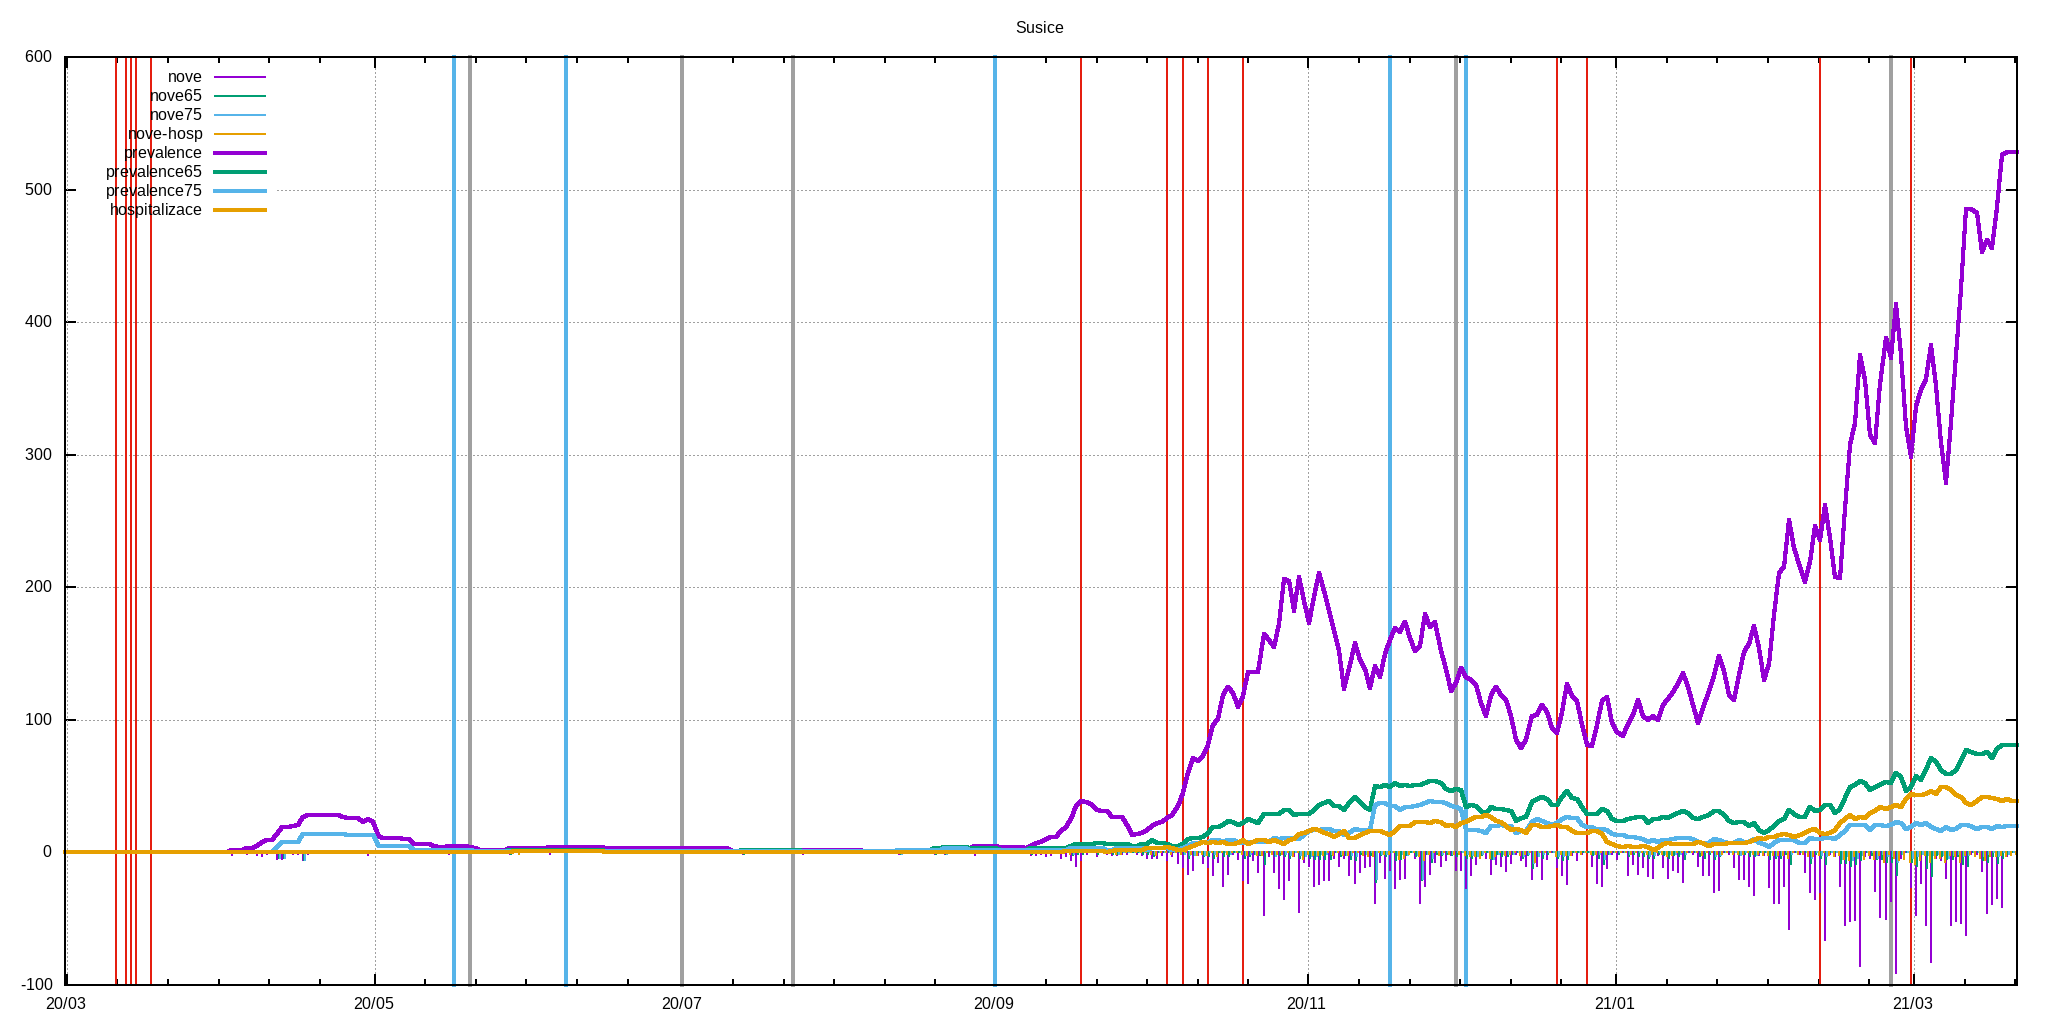 Susice
600
500
400
300
200
100
0
-100
nove
nove65
nove75
nove-hosp
prevalence
prevalence65
prevalence75
hospitalizace
20/03 20/05 20/07 20/09 20/11 21/01 21/03